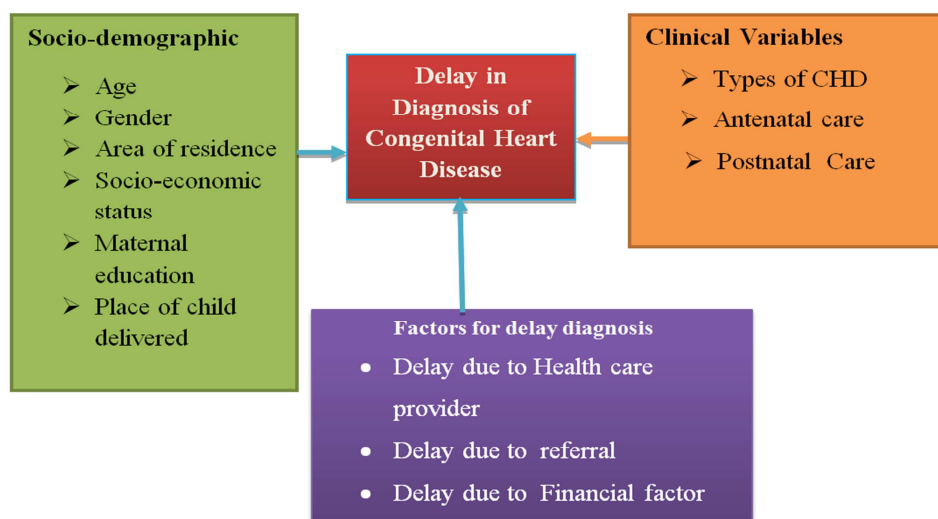 Socio-demographic
➢ Age
➢ Gender
➢ Area of residence
➢ Socio-economic
status
➢ Maternal
education
➢ Place of child
delivered
Delay in
Diagnosis of
Congenital Heart
Disease
Clinical Variables
➢ Types of CHD
➢ Antenatal care
➢ Postnatal Care
Factors for delay diagnosis
• Delay due to Health care
provider
• Delay due to referral
• Delay due to Financial factor